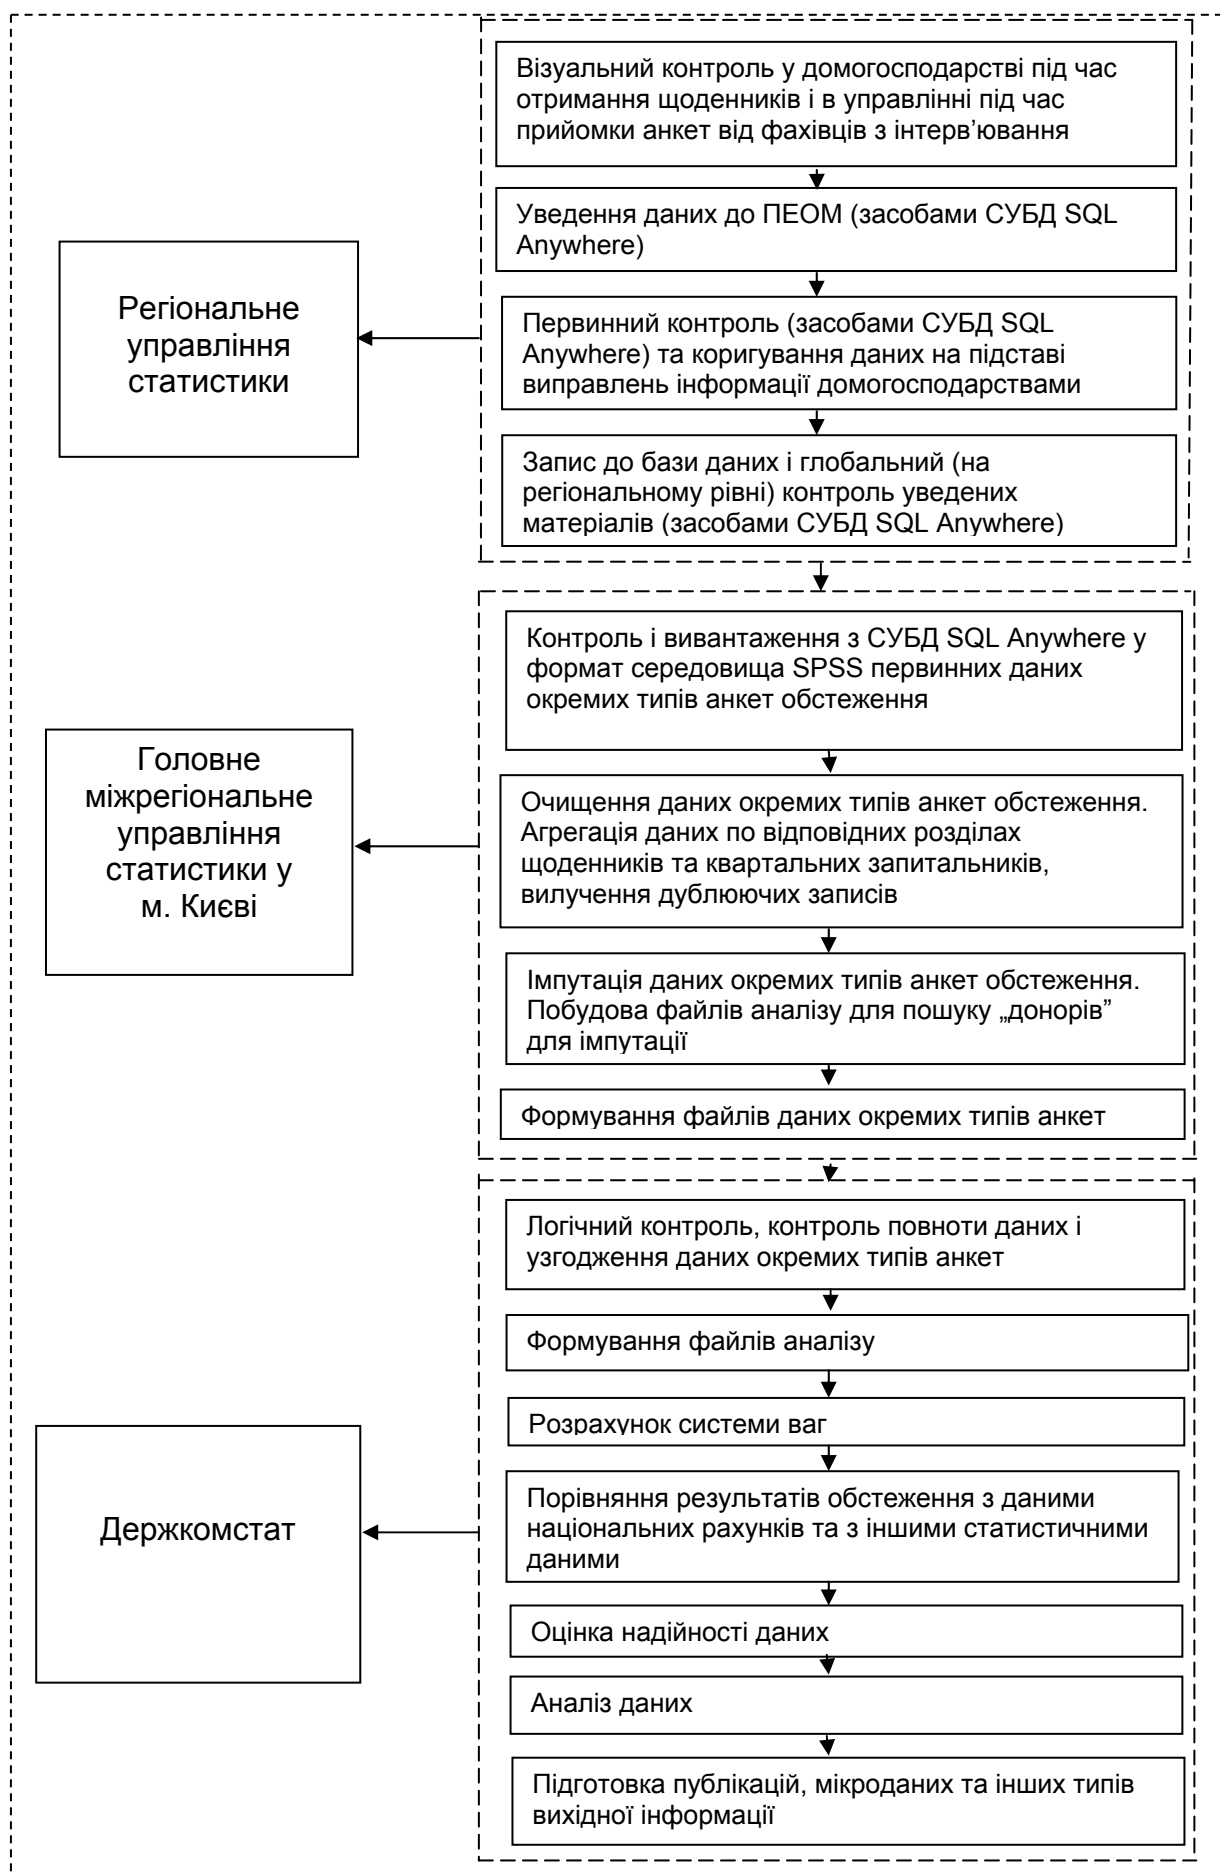 Візуальний контроль у домогосподарстві під час
отримання щоденників і в управлінні під час
прийомки анкет від фахівців з інтерв’ювання
Уведення даних до ПЕОМ (засобами СУБД SQL
Anywhere)
Регіональне
управління
статистики
Первинний контроль (засобами СУБД SQL
Anywhere) та коригування даних на підставі
виправлень інформації домогосподарствами
Запис до бази даних і глобальний (на
регіональному рівні) контроль уведених
матеріалів (засобами СУБД SQL Anywhere)
Контроль і вивантаження з СУБД SQL Anywhere у
формат середовища SPSS первинних даних
окремих типів анкет обстеження
Головне
міжрегіональне
управління
статистики у
м. Києві
Очищення даних окремих типів анкет обстеження.
Агрегація даних по відповідних розділах
щоденників та квартальних запитальників,
вилучення дублюючих записів
Імпутація даних окремих типів анкет обстеження.
Побудова файлів аналізу для пошуку „донорів”
для імпутації
Формування файлів даних окремих типів анкет
Логічний контроль, контроль повноти даних і
узгодження даних окремих типів анкет
Формування файлів аналізу
Розрахунок системи ваг
Держкомстат
Порівняння результатів обстеження з даними
національних рахунків та з іншими статистичними
даними
Оцінка надійності даних
Аналіз даних
Підготовка публікацій, мікроданих та інших типів
вихідної інформації